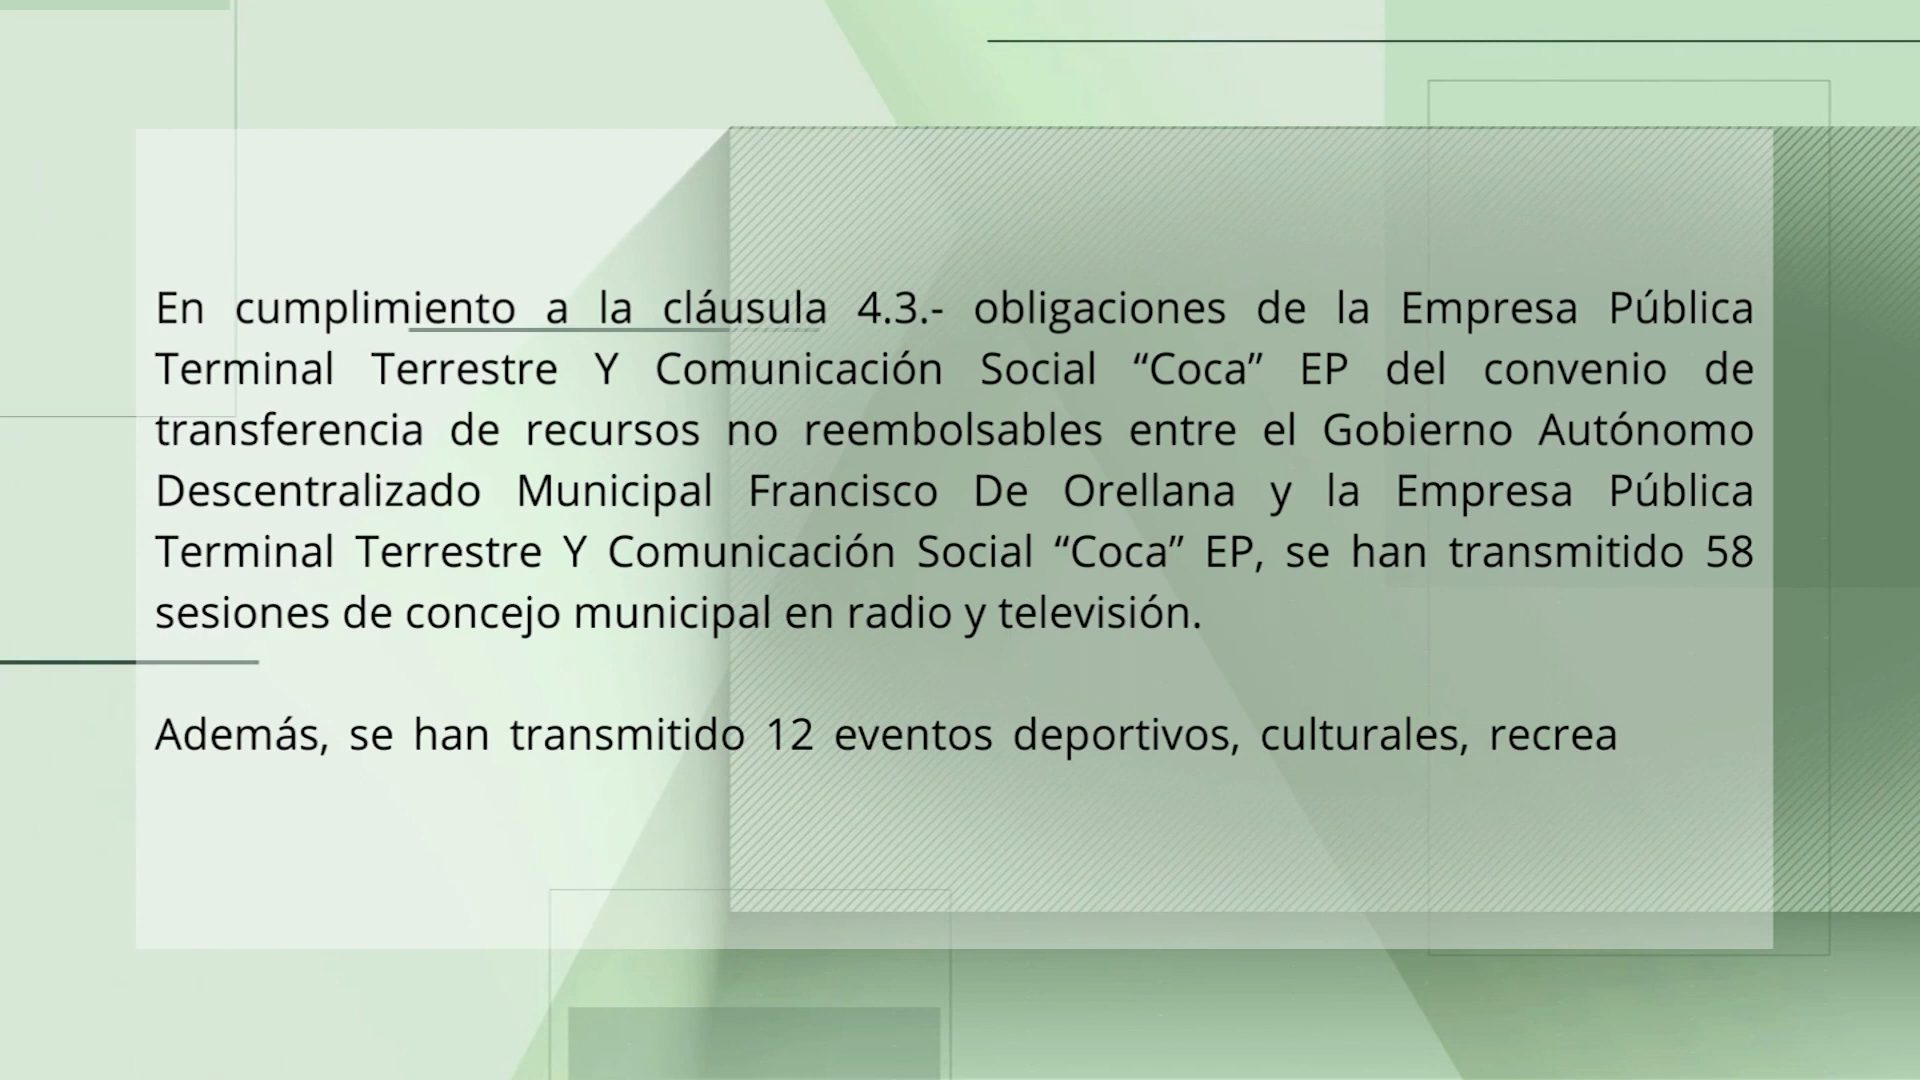 En cumplimiento a la cláusula 4.3.- obligaciones de la Empresa Pública
Terminal Terrestre Y Comunicación Social “Coca” EP del convenio de
transferencia de recursos no reembolsables entre el Gobierno Autónomo
Descentralizado Municipal Francisco De Orellana y la Empresa Pública
Terminal Terrestre Y Comunicación Social “Coca” EP, se han transmitido 58
sesiones de concejo municipal en radio y televisión.
Además, se han transmitido 12 eventos deportivos, culturales, recrea